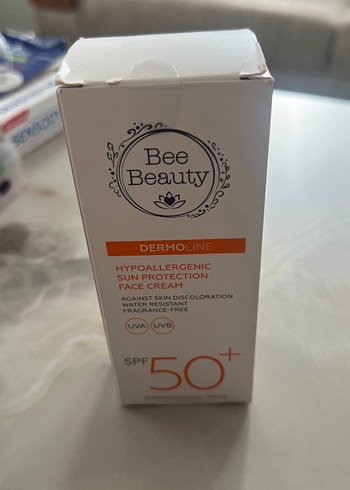 Bee
Beauty
DERMOLINE
HYPOALLERGENIC
SUN PROTECTION
FACE CREAM
AGAINST SKIN DISCOLORATION
WATER RESISTANT
FRAGRANCE-FREE
UVA UVB
SPF 50+